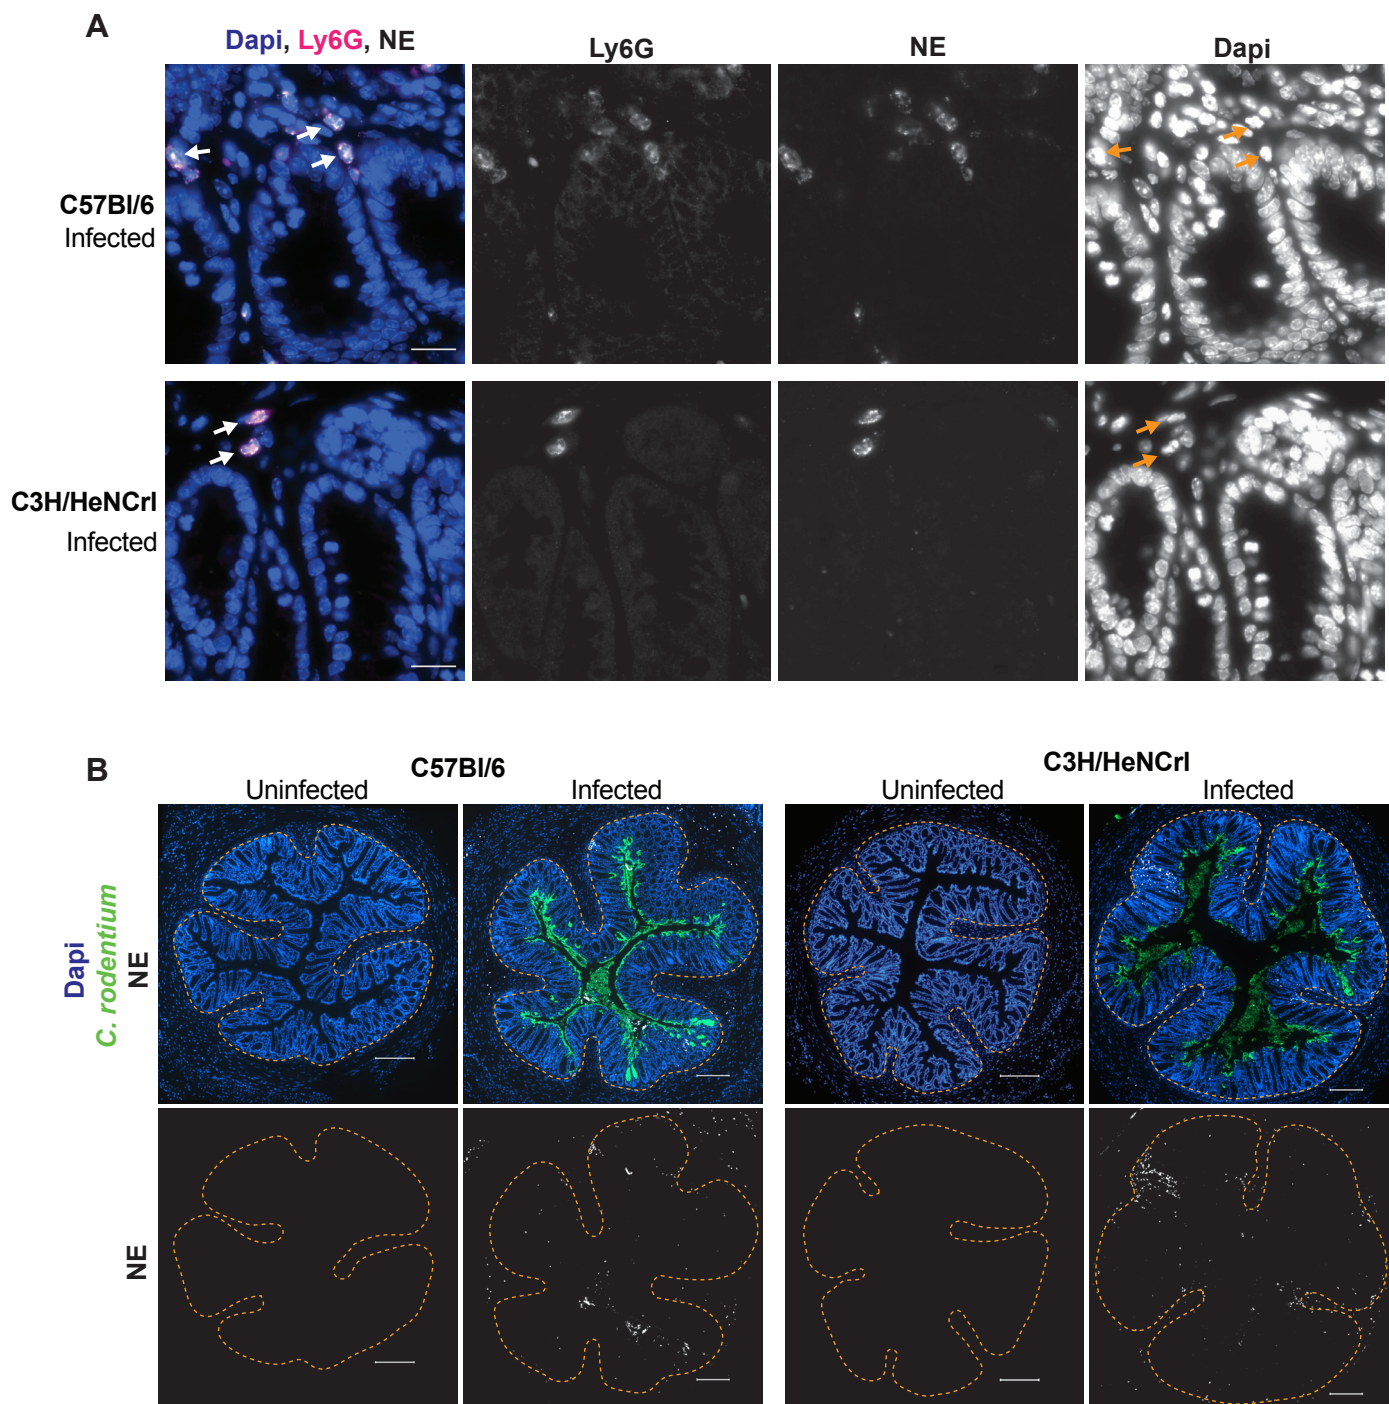 A
Dapi, Ly6G, NE
Ly6G
NE
Dapi
C57Bl/6
Infected
C3H/HeNCrl
Infected
B
C57Bl/6
C3H/HeNCrl
Uninfected
Infected
Uninfected
Infected
Dapi
C. rodentium
NE
NE